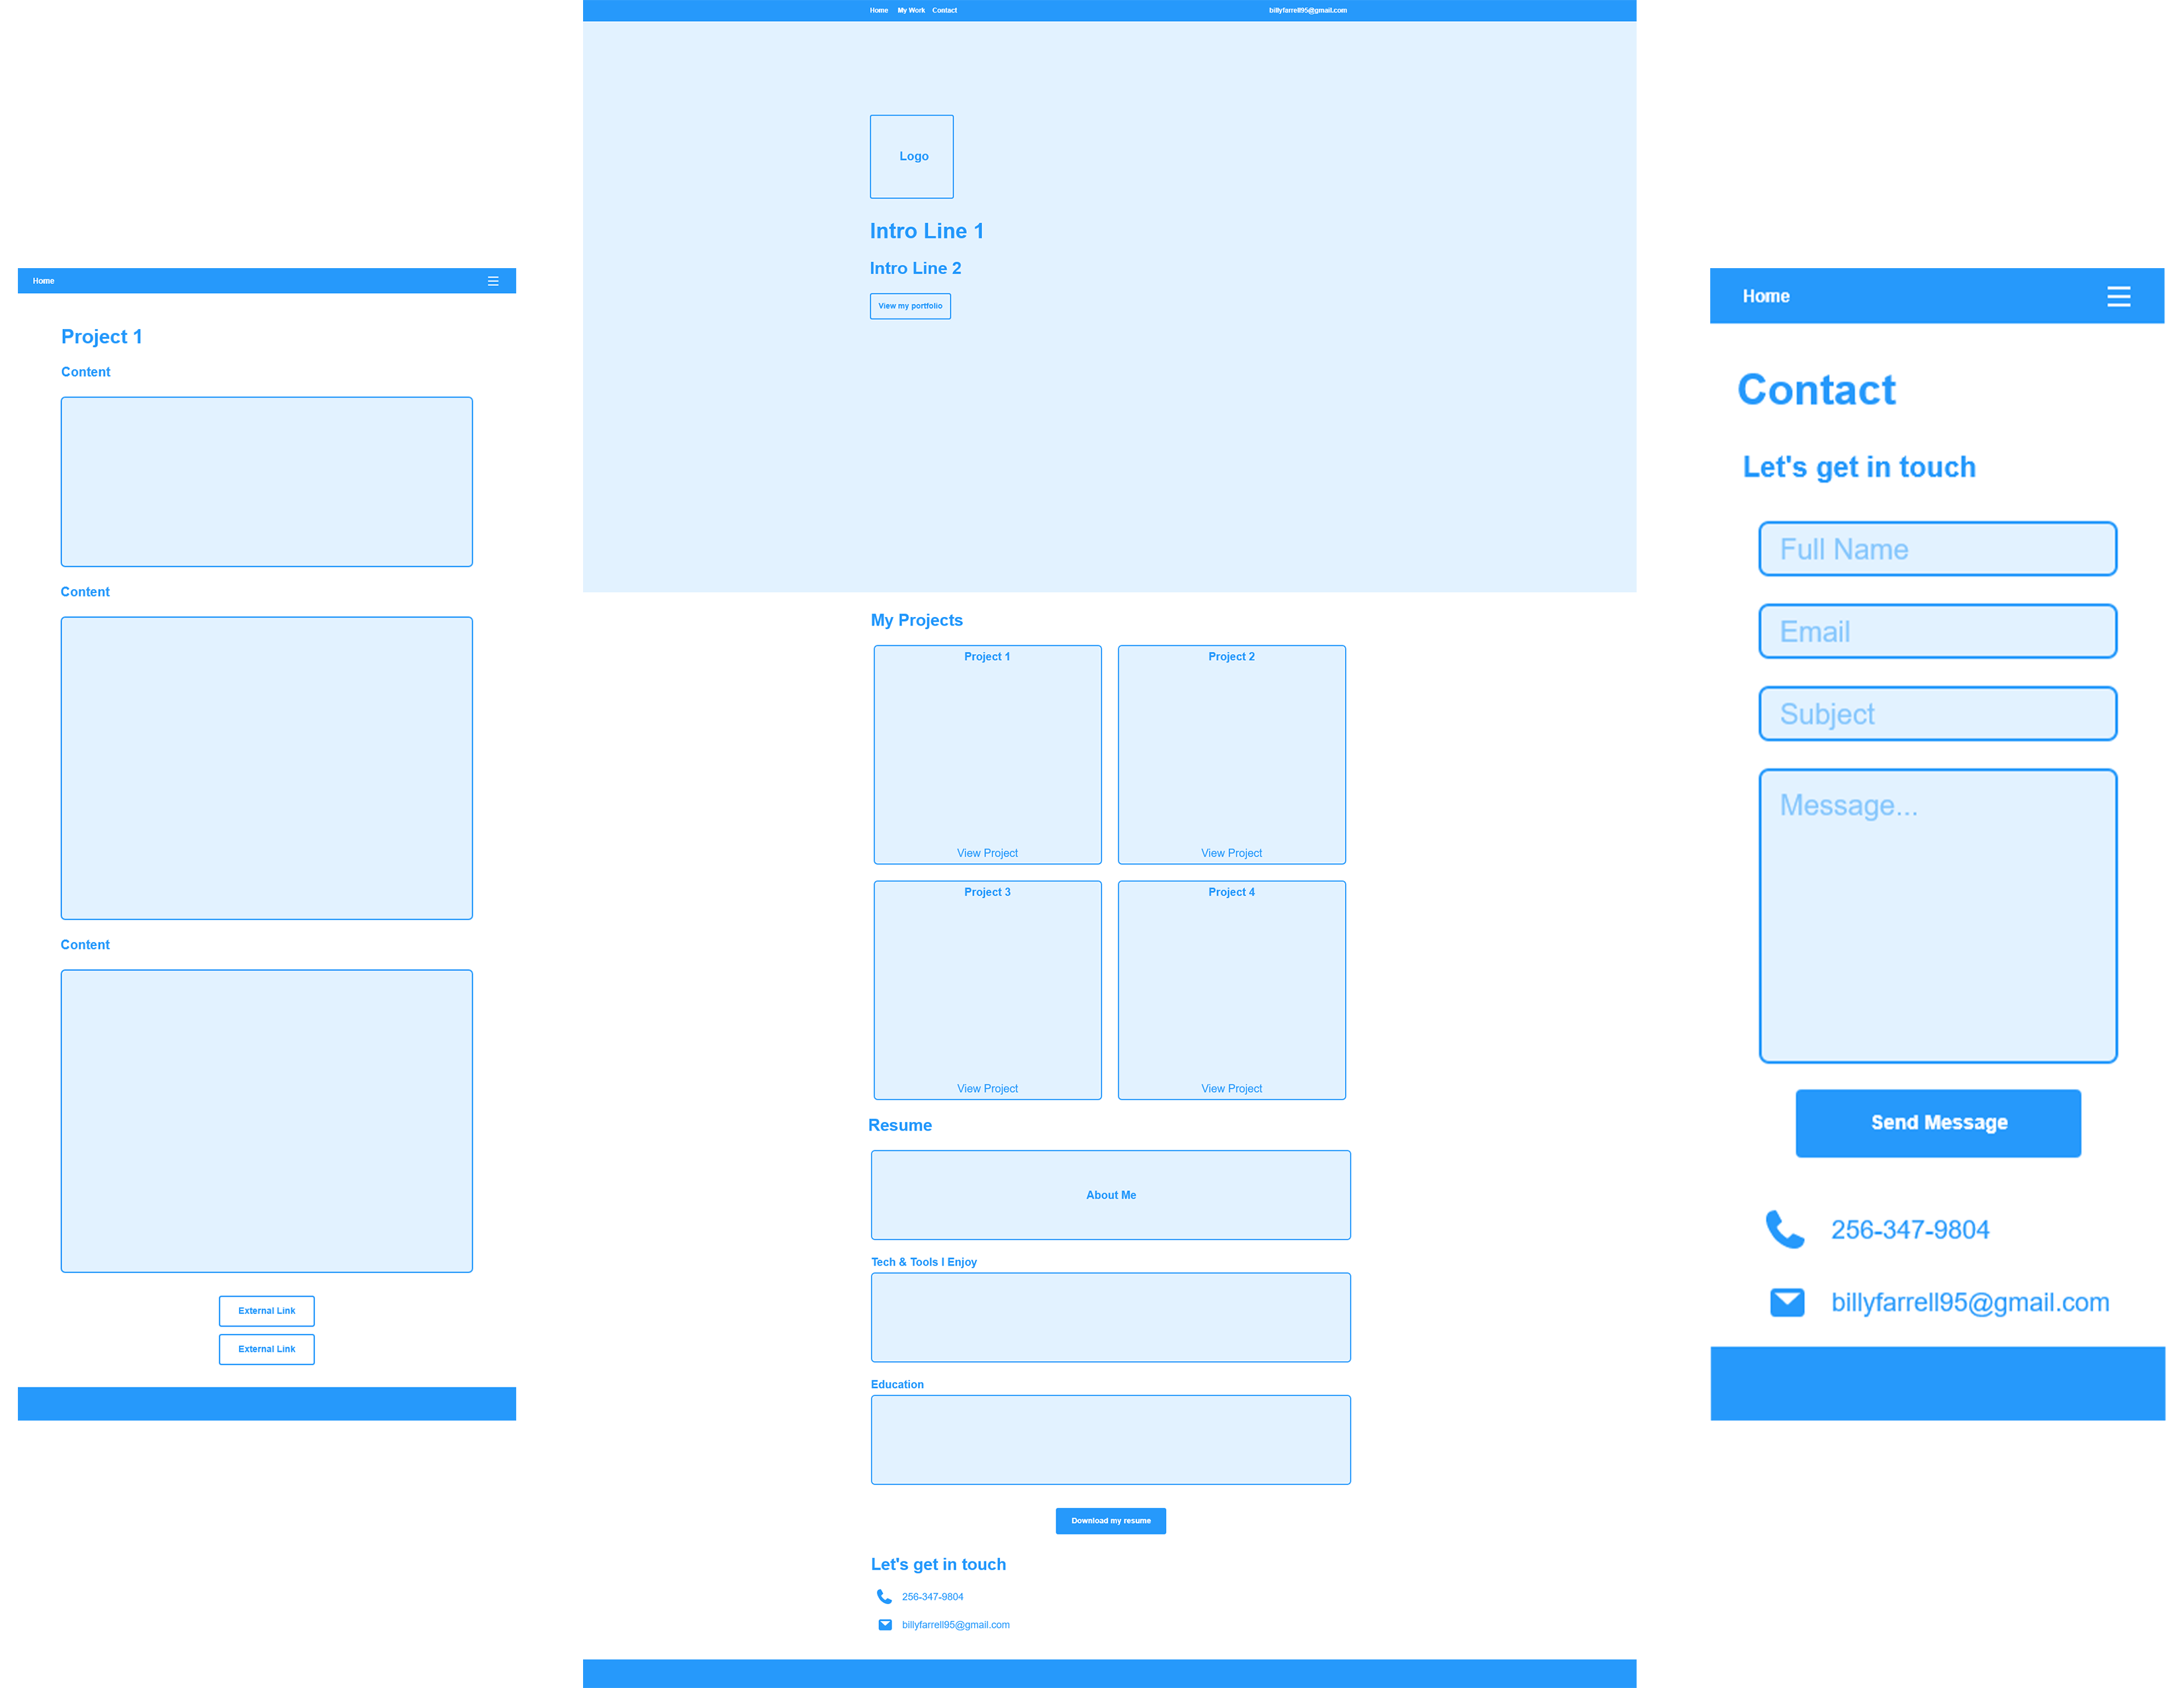 Home
Project 1
Content
Content
Content
External Link
External Link
Home My Work Contact billyfarrell95@gmail.com
Logo
Intro Line 1
Intro Line 2
View my portfolio
My Projects
Project 1 Project 2
View Project View Project
Project 3 Project 4
View Project View Project
Resume
About Me
Tech & Tools I Enjoy
Education
Download my resume
Let's get in touch
256-347-9804
billyfarrell95@gmail.com
Home
Contact
Let's get in touch
Full Name
Email
Subject
Message...
Send Message
256-347-9804
billyfarrell95@gmail.com